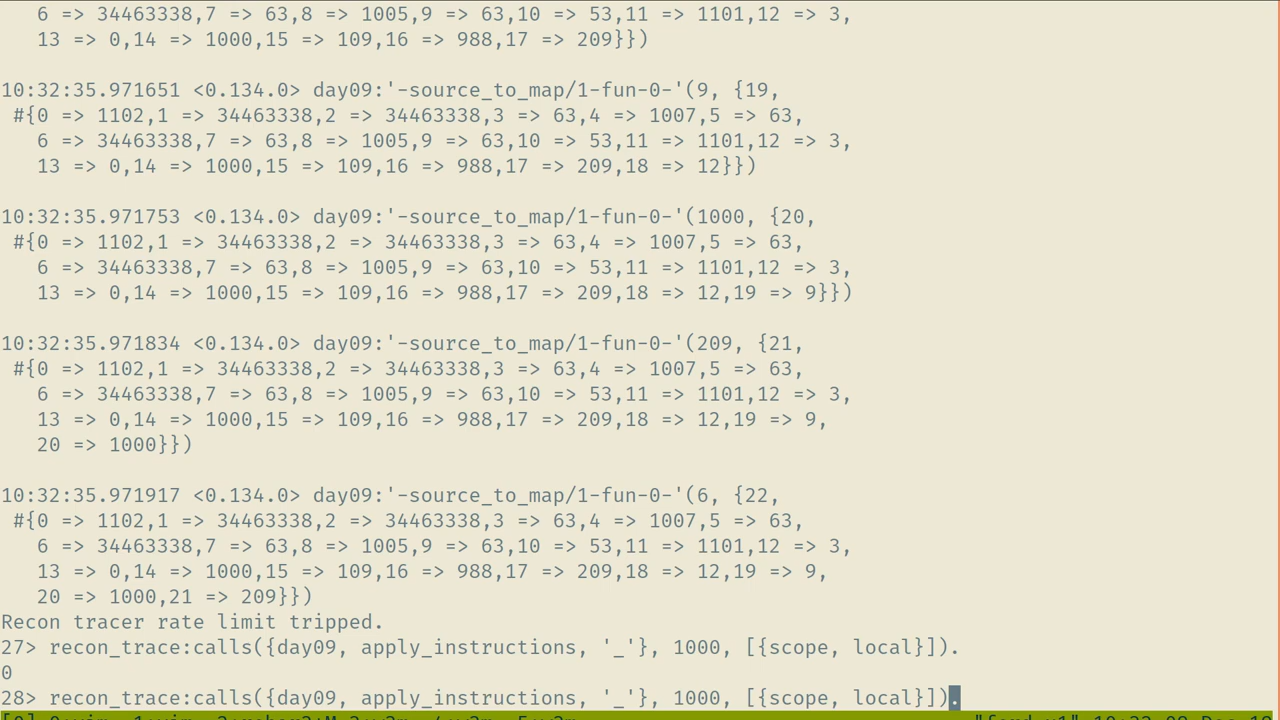 6 => 34463338,7 => 63,8 => 1005,9 => 63,10 => 53,11 => 1101,12 => 3,
13 => 0,14 => 1000,15 => 109,16 => 988,17 => 209}})
10:32:35.971651 <0.134.0> day09:'-source_to_map/1-fun-0-'(9, {19,
#{0 => 1102,1 => 34463338,2 => 34463338,3 => 63,4 => 1007,5 => 63,
6 => 34463338,7 => 63,8 => 1005,9 => 63,10 => 53,11 => 1101,12 => 3,
13 => 0,14 => 1000,15 => 109,16 => 988,17 => 209,18 => 12}})
10:32:35.971753 <0.134.0> day09:'-source_to_map/1-fun-0-'(1000, {20,
#{0 => 1102,1 => 34463338,2 => 34463338,3 => 63,4 => 1007,5 => 63,
6 => 34463338,7 => 63,8 => 1005,9 => 63,10 => 53,11 => 1101,12 => 3,
13 => 0,14 => 1000,15 => 109,16 => 988,17 => 209,18 => 12,19 => 9}})
10:32:35.971834 <0.134.0> day09:'-source_to_map/1-fun-0-'(209, {21,
#{0 => 1102,1 => 34463338,2 => 34463338,3 => 63,4 => 1007,5 => 63,
6 => 34463338,7 => 63,8 => 1005,9 => 63,10 => 53,11 => 1101,12 => 3,
13 => 0,14 => 1000,15 => 109,16 => 988,17 => 209,18 => 12,19 => 9,
20 => 1000}})
10:32:35.971917 <0.134.0> day09:'-source_to_map/1-fun-0-'(6, {22,
#{0 => 1102,1 => 34463338,2 => 34463338,3 => 63,4 => 1007,5 => 63,
6 => 34463338,7 => 63,8 => 1005,9 => 63,10 => 53,11 => 1101,12 => 3,
13 => 0,14 => 1000,15 => 109,16 => 988,17 => 209,18 => 12,19 => 9,
20 => 1000,21 => 209}})
Recon tracer rate limit tripped.
27> recon_trace:calls({day09, apply_instructions, '_'}, 1000, [{scope, local}]).
0
28> recon_trace:calls({day09, apply_instructions, '_'}, 1000, [{scope, local}]).